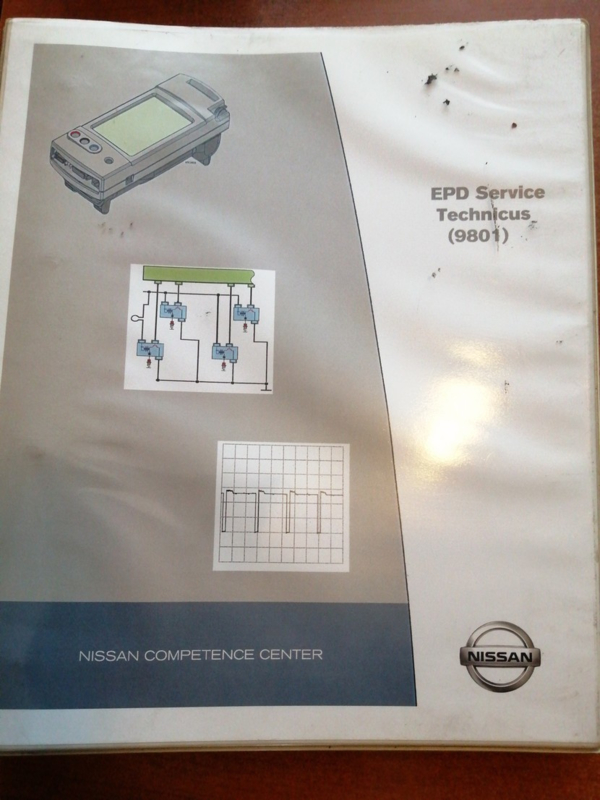 EPD Service
Technicus
(9801)
NISSAN COMPETENCE CENTER
NISSAN